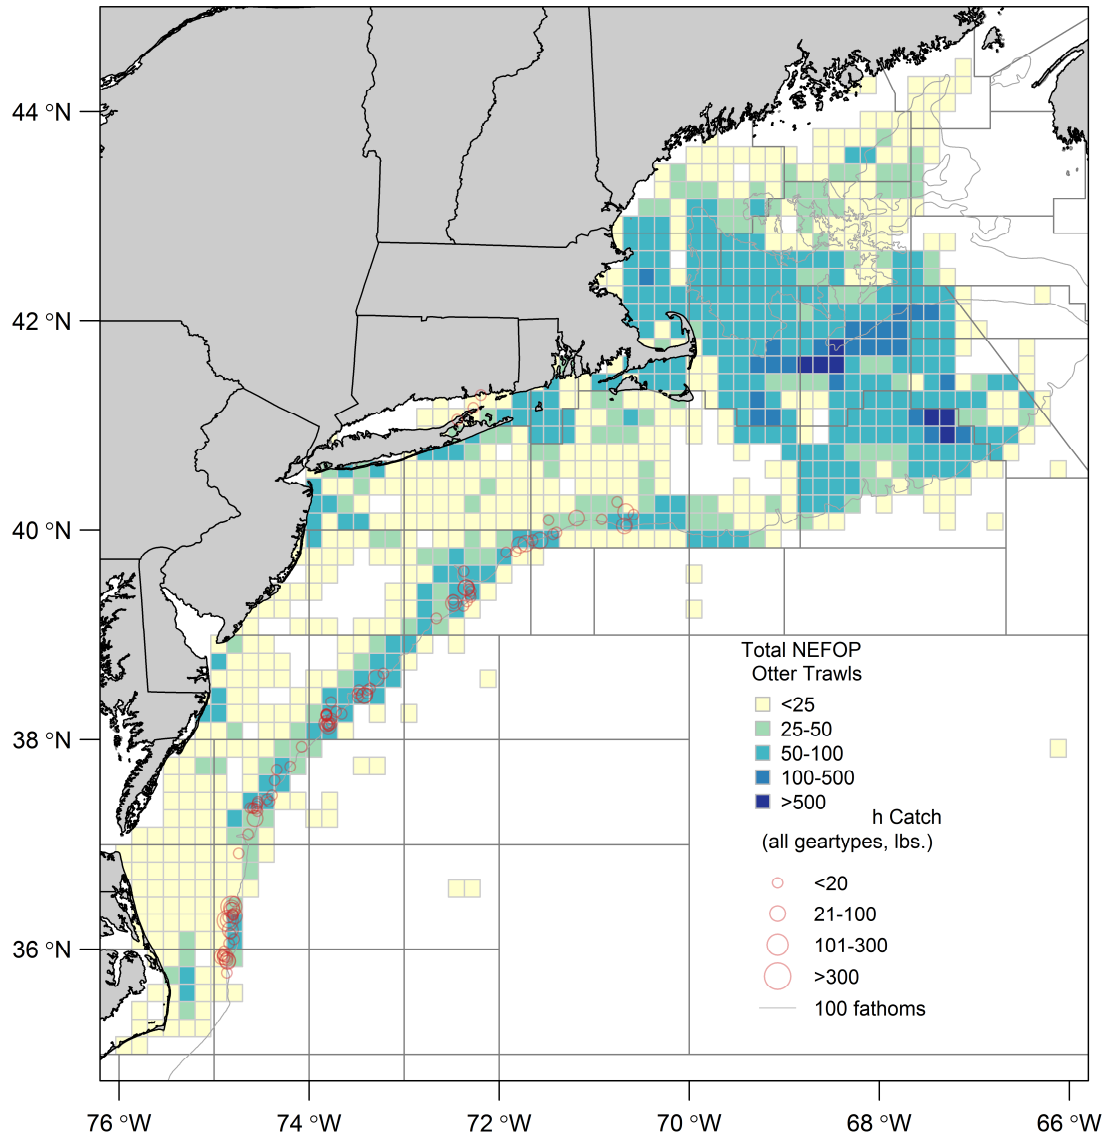 44 °N
42 °N
40 °N
38 °N
36 °N
Total NEFOP
Otter Trawls
<25
25-50
50-100
100-500
>500
h Catch
(all geartypes, lbs.)
<20
21-100
101-300
>300
100 fathoms
76 °W 74 °W 72 °W 70 °W 68 °W 66 °W